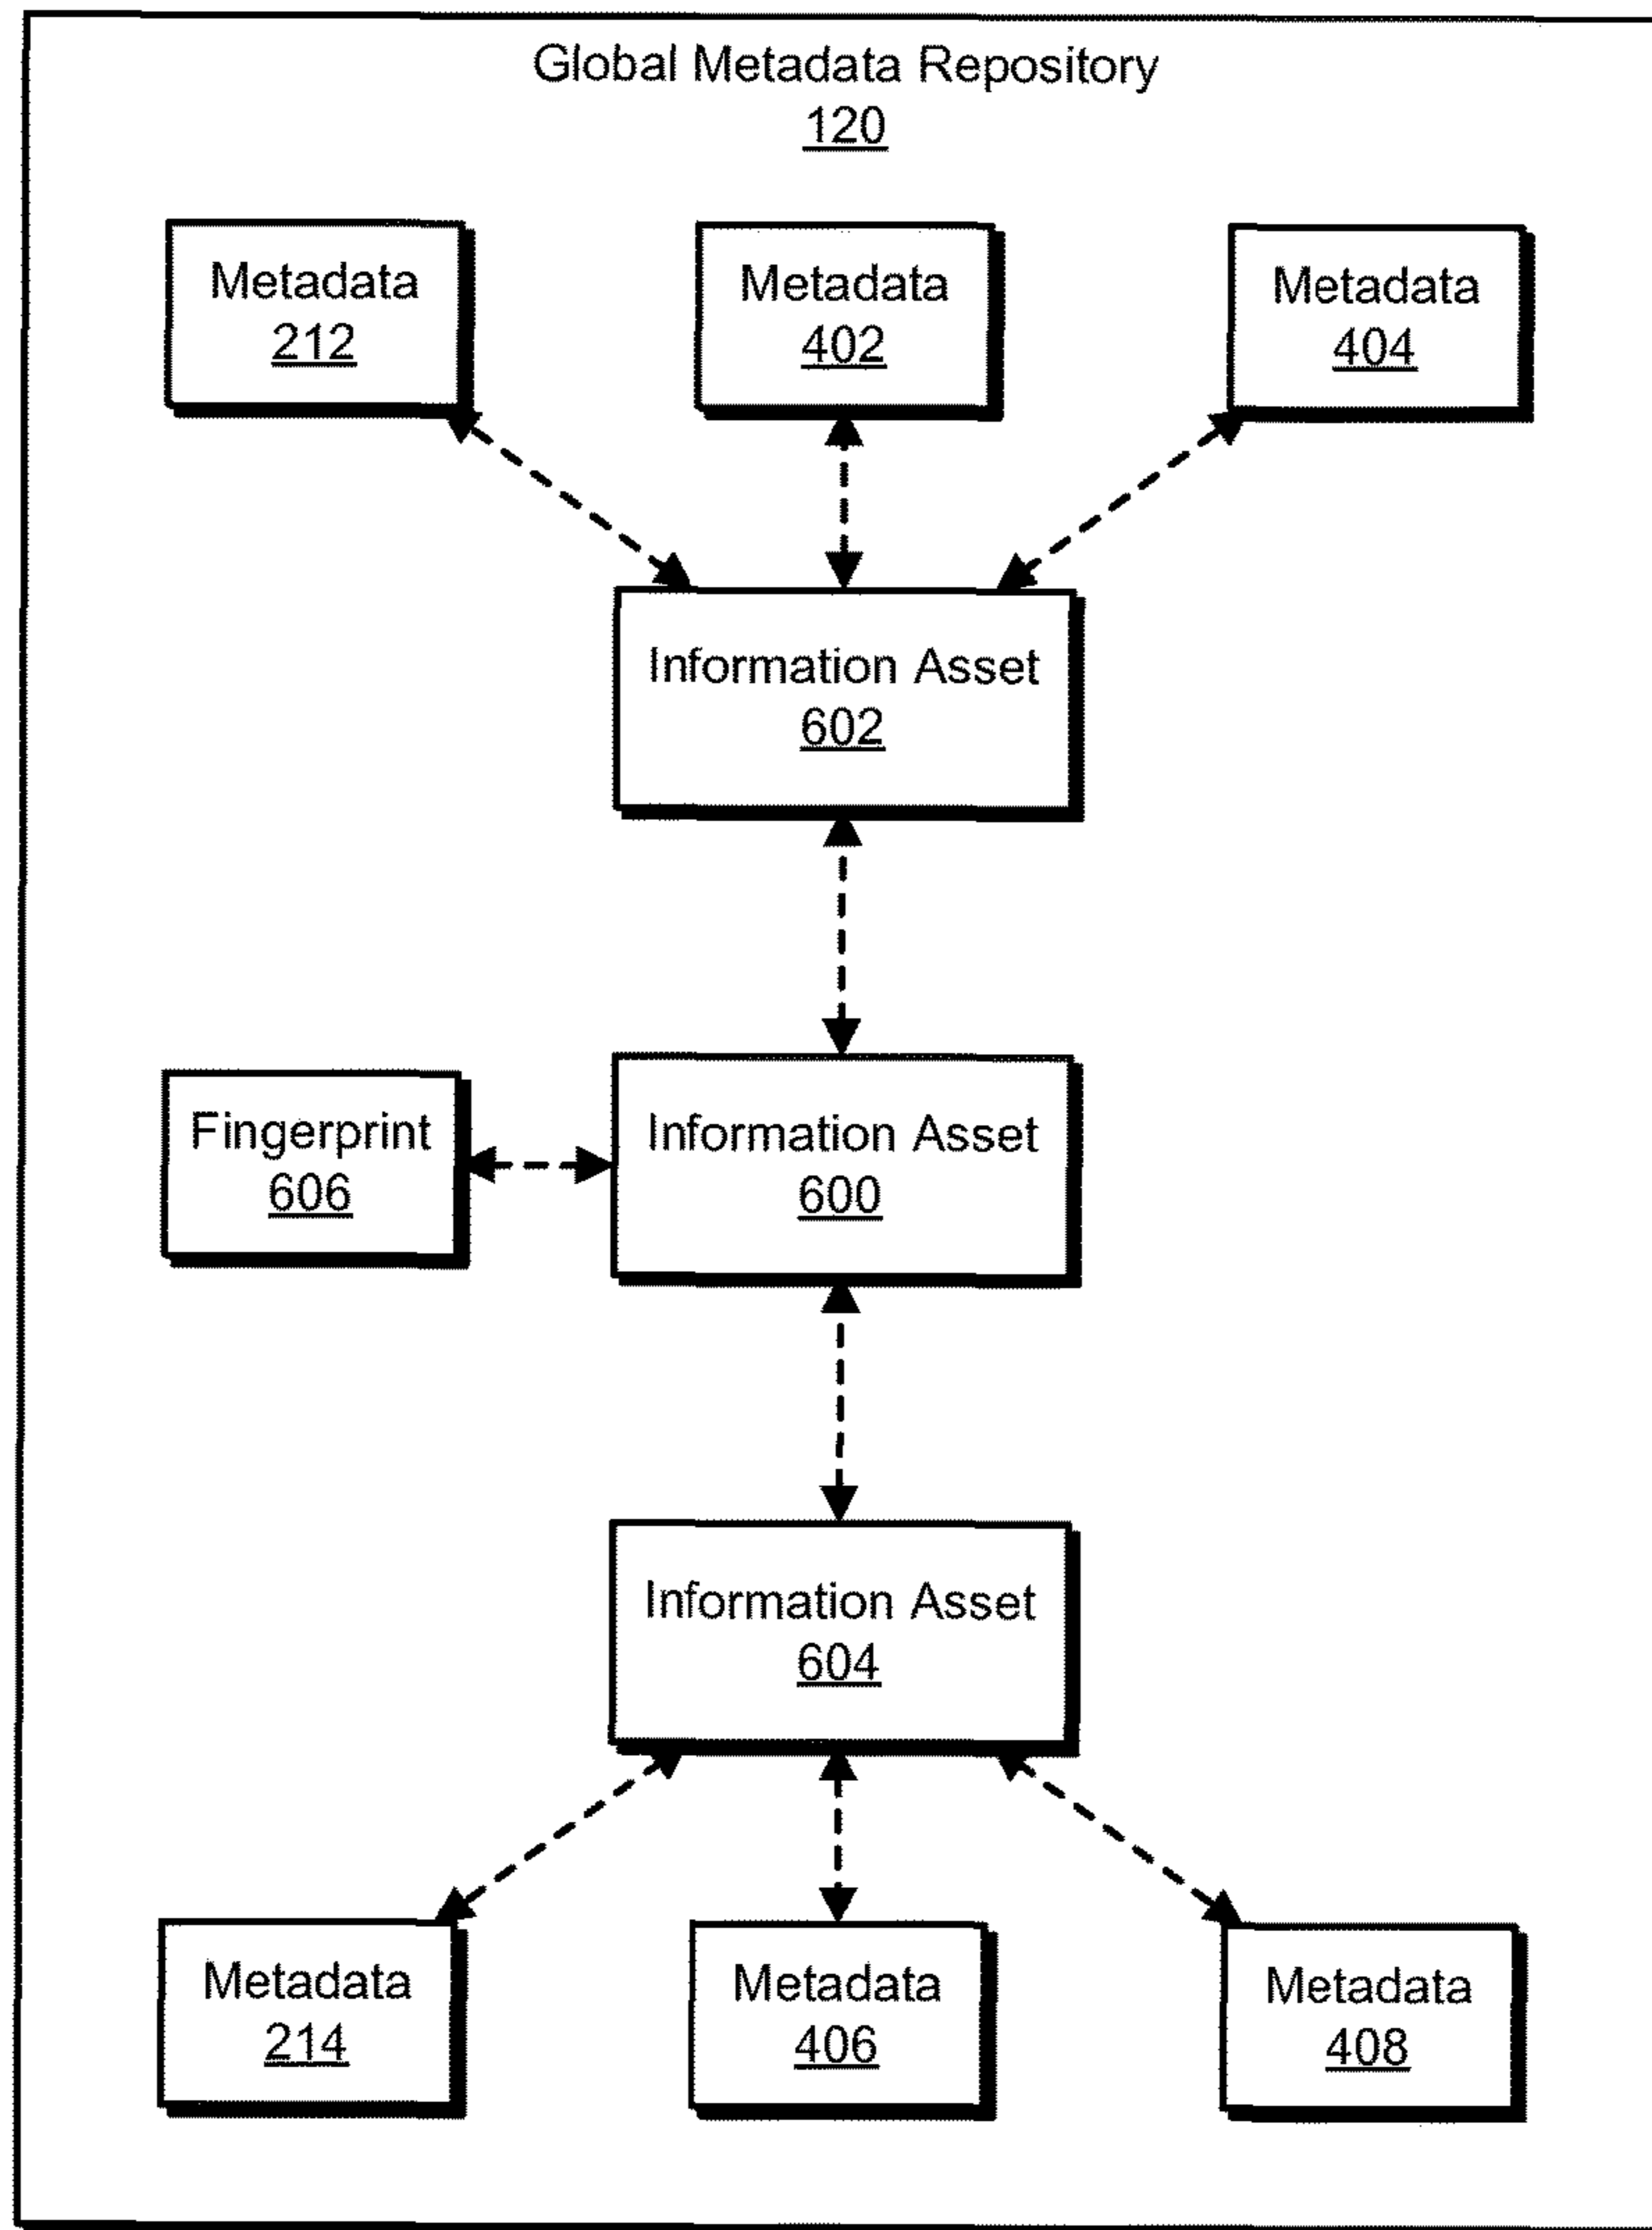 Global Metadata Repository
120
Metadata
212
Metadata
402
Metadata
404
Information Asset
602
Fingerprint
606
Information Asset
600
Information Asset
604
Metadata
214
Metadata
406
Metadata
408